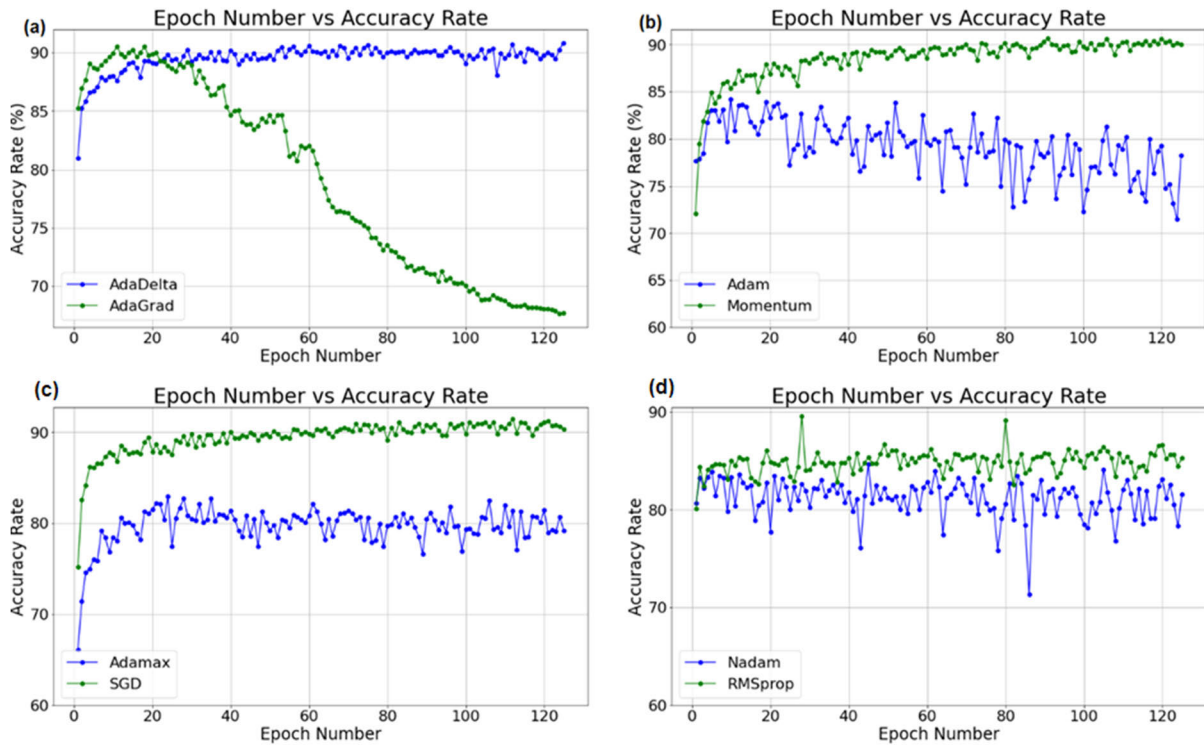 (a)
Epoch Number vs Accuracy Rate
Accuracy Rate (%)
90
85
80
75
70
AdaDelta
AdaGrad
0 20 40 60 80 100 120
Epoch Number
(b)
Epoch Number vs Accuracy Rate
Accuracy Rate (%)
90
85
80
75
70
65
60
Adam
Momentum
0 20 40 60 80 100 120
Epoch Number
(c)
Epoch Number vs Accuracy Rate
Accuracy Rate
90
80
70
60
Adamax
SGD
0 20 40 60 80 100 120
Epoch Number
(d)
Epoch Number vs Accuracy Rate
Accuracy Rate
90
80
70
60
Nadam
RMSprop
0 20 40 60 80 100 120
Epoch Number